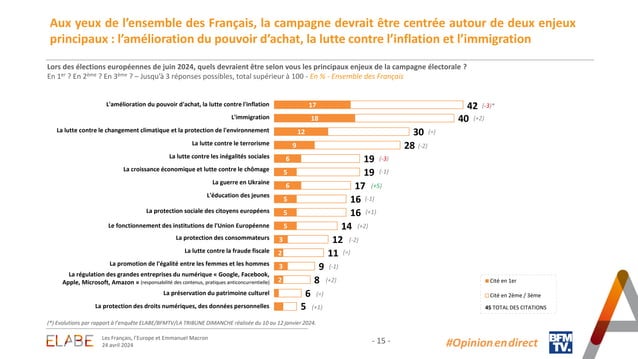 Aux yeux de l'ensemble des Français, la campagne devrait être centrée autour de deux enjeux
principaux : l'amélioration du pouvoir d'achat, la lutte contre l'inflation et l'immigration
Lors des élections européennes de juin 2024, quels devraient être selon vous les principaux enjeux de la campagne électorale ?
En 1er ? En 2ème ? En 3ème ? – Jusqu'à 3 réponses possibles, total supérieur à 100 - En % - Ensemble des Français
L'amélioration du pouvoir d'achat, la lutte contre l'inflation 17 42 (-3)*
L'immigration 18 40 (+2)
La lutte contre le changement climatique et la protection de l'environnement 12 30 (=)
La lutte contre le terrorisme 9 28 (-2)
La lutte contre les inégalités sociales 6 19 (-3)
La croissance économique et lutte contre le chômage 5 19 (-1)
La guerre en Ukraine 6 17 (+5)
L'éducation des jeunes 5 16 (-1)
La protection sociale des citoyens européens 5 16 (+1)
Le fonctionnement des institutions de l'Union Européenne 5 14 (+2)
La protection des consommateurs 3 12 (-2)
La lutte contre la fraude fiscale 2 11 (=)
La promotion de l'égalité entre les femmes et les hommes 3 9 (-1)
La régulation des grandes entreprises du numérique « Google, Facebook,
Apple, Microsoft, Amazon » (responsabilité des contenus, pratiques anticoncurrentielles) 2 8 (+2)
La préservation du patrimoine culturel 6 (=)
La protection des droits numériques, des données personnelles 5 (+1)
Cité en 1er
Cité en 2ème / 3ème
45 TOTAL DES CITATIONS
(*) Evolutions par rapport à l'enquête ELABE/BFMTV/LA TRIBUNE DIMANCHE réalisée du 10 au 12 janvier 2024.
ELABE
Les Français, l'Europe et Emmanuel Macron
24 avril 2024
- 15 -
#Opinionendirect
BFM
TV.